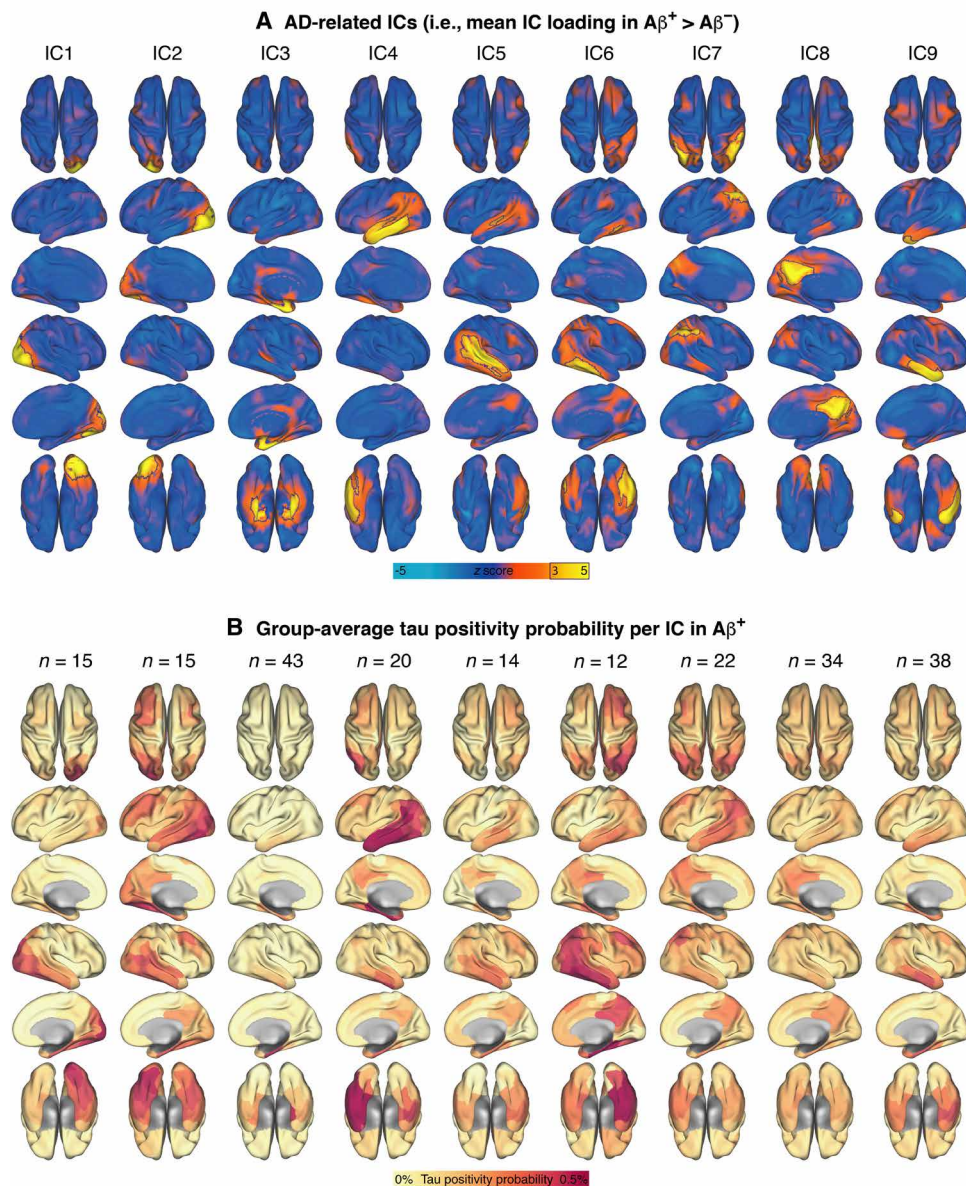 A AD-related ICs (i.e., mean IC loading in Aβ⁺ > Aβ⁻)
IC1 IC2 IC3 IC4 IC5 IC6 IC7 IC8 IC9
-5 z score 3 5
B Group-average tau positivity probability per IC in Aβ⁺
n = 15 n = 15 n = 43 n = 20 n = 14 n = 12 n = 22 n = 34 n = 38
0% Tau positivity probability 0.5%